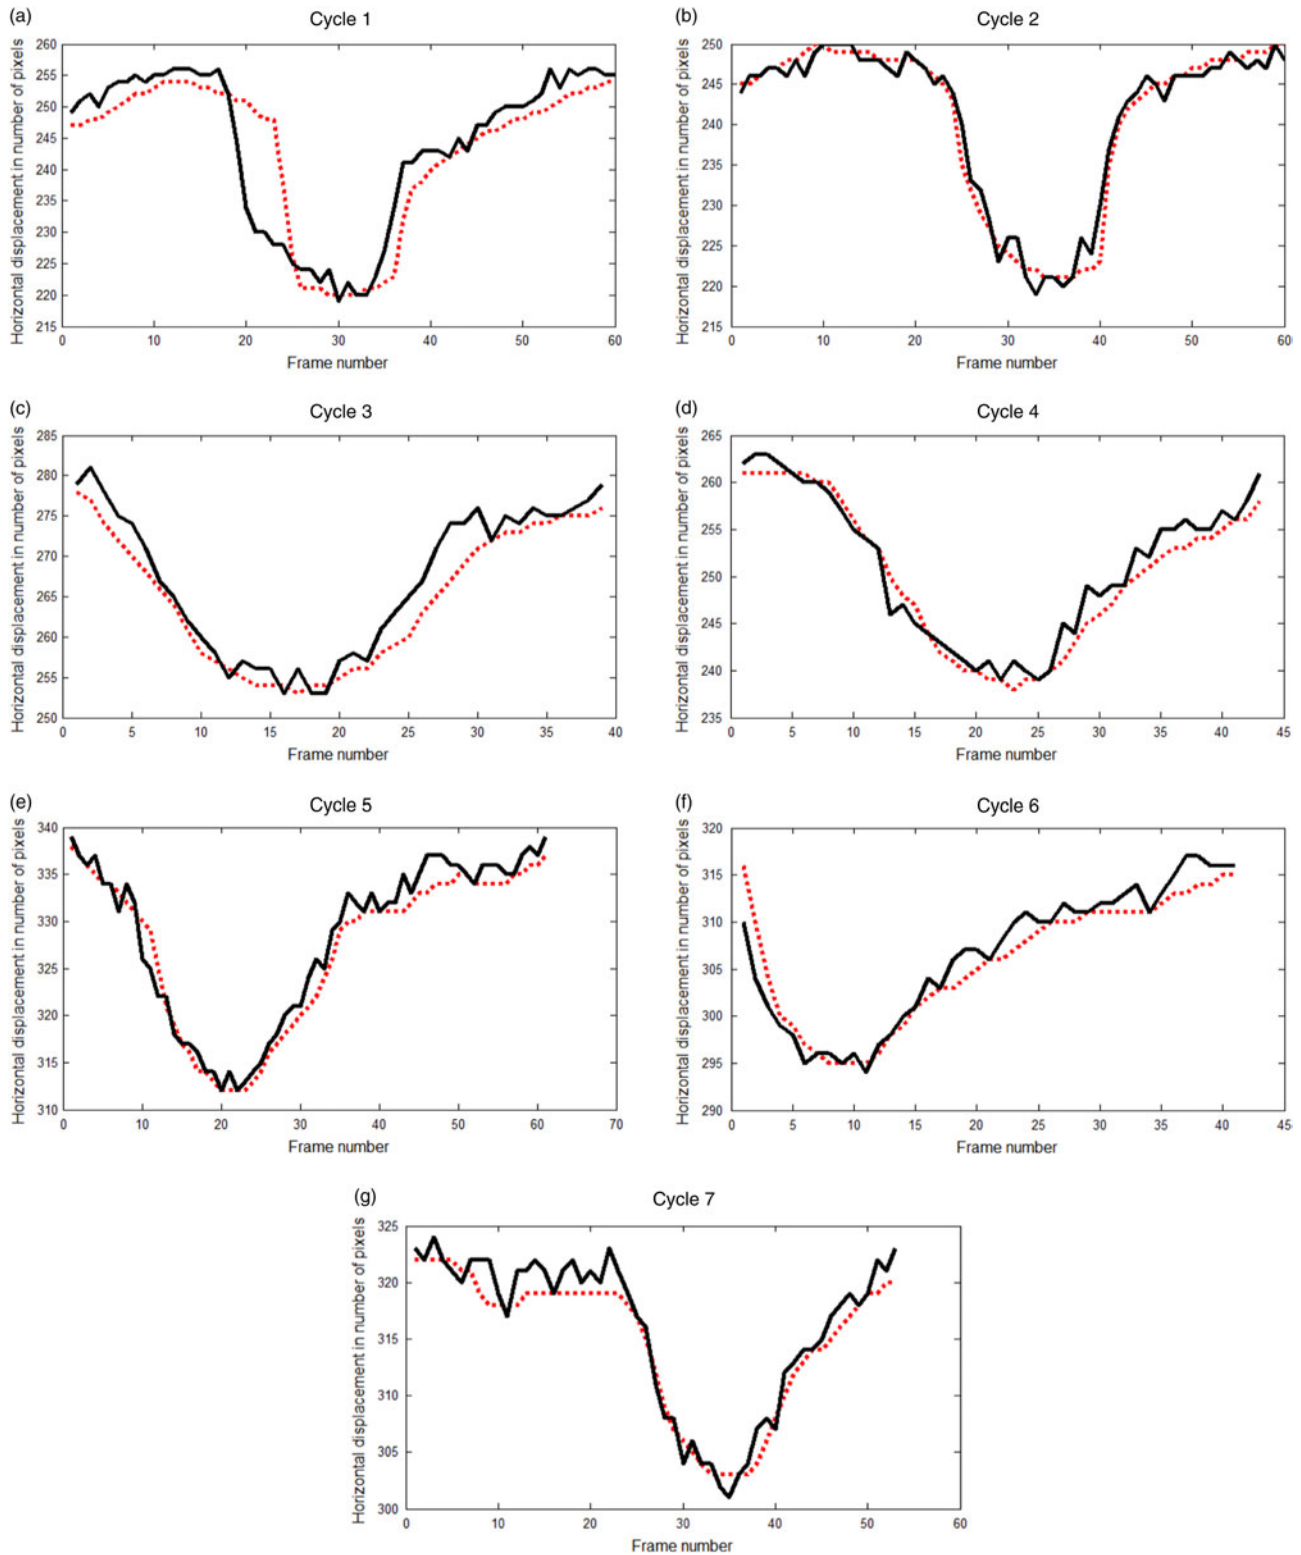 (a)
Cycle 1
Horizontal displacement in number of pixels
260
255
250
245
240
235
230
225
220
215
0 10 20 30 40 50 60
Frame number
(b)
Cycle 2
Horizontal displacement in number of pixels
250
245
240
235
230
225
220
215
0 10 20 30 40 50 60
Frame number
(c)
Cycle 3
Horizontal displacement in number of pixels
285
280
275
270
265
260
255
250
0 5 10 15 20 25 30 35 40
Frame number
(d)
Cycle 4
Horizontal displacement in number of pixels
265
260
255
250
245
240
235
0 5 10 15 20 25 30 35 40 45
Frame number
(e)
Cycle 5
Horizontal displacement in number of pixels
340
335
330
325
320
315
310
0 10 20 30 40 50 60 70
Frame number
(f)
Cycle 6
Horizontal displacement in number of pixels
320
315
310
305
300
295
290
0 5 10 15 20 25 30 35 40 45
Frame number
(g)
Cycle 7
Horizontal displacement in number of pixels
325
320
315
310
305
300
0 10 20 30 40 50 60
Frame number